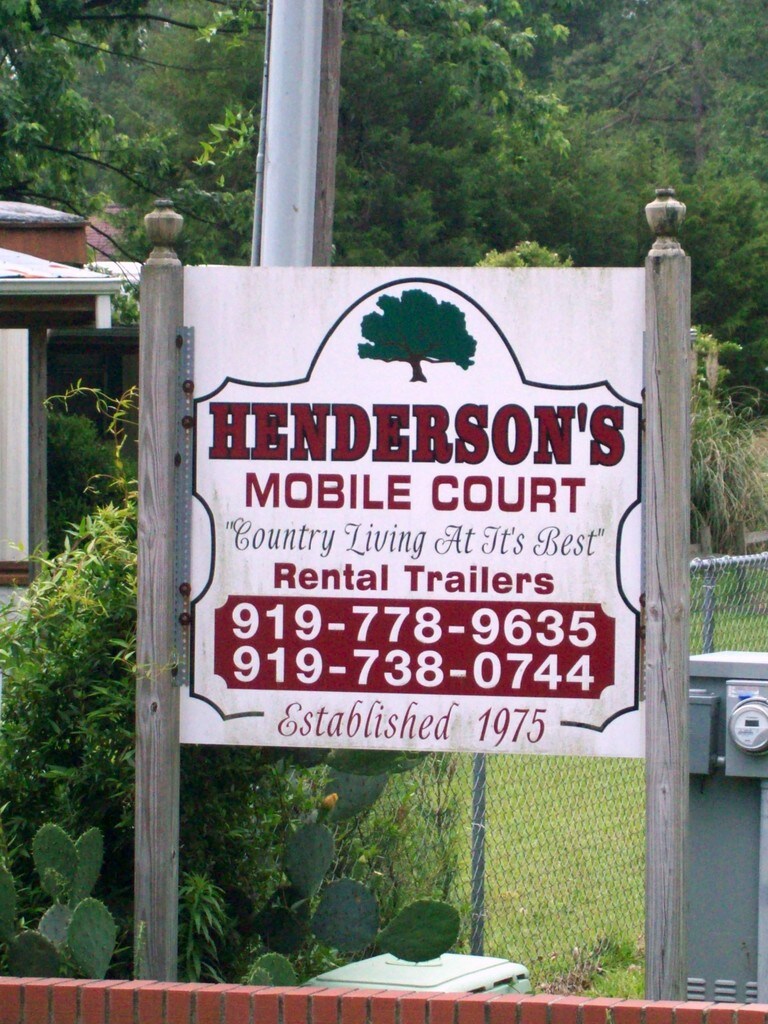 HENDERSON'S
MOBILE COURT
"Country Living At It's Best"
Rental Trailers
919-778-9635
919-738-0744
Established 1975